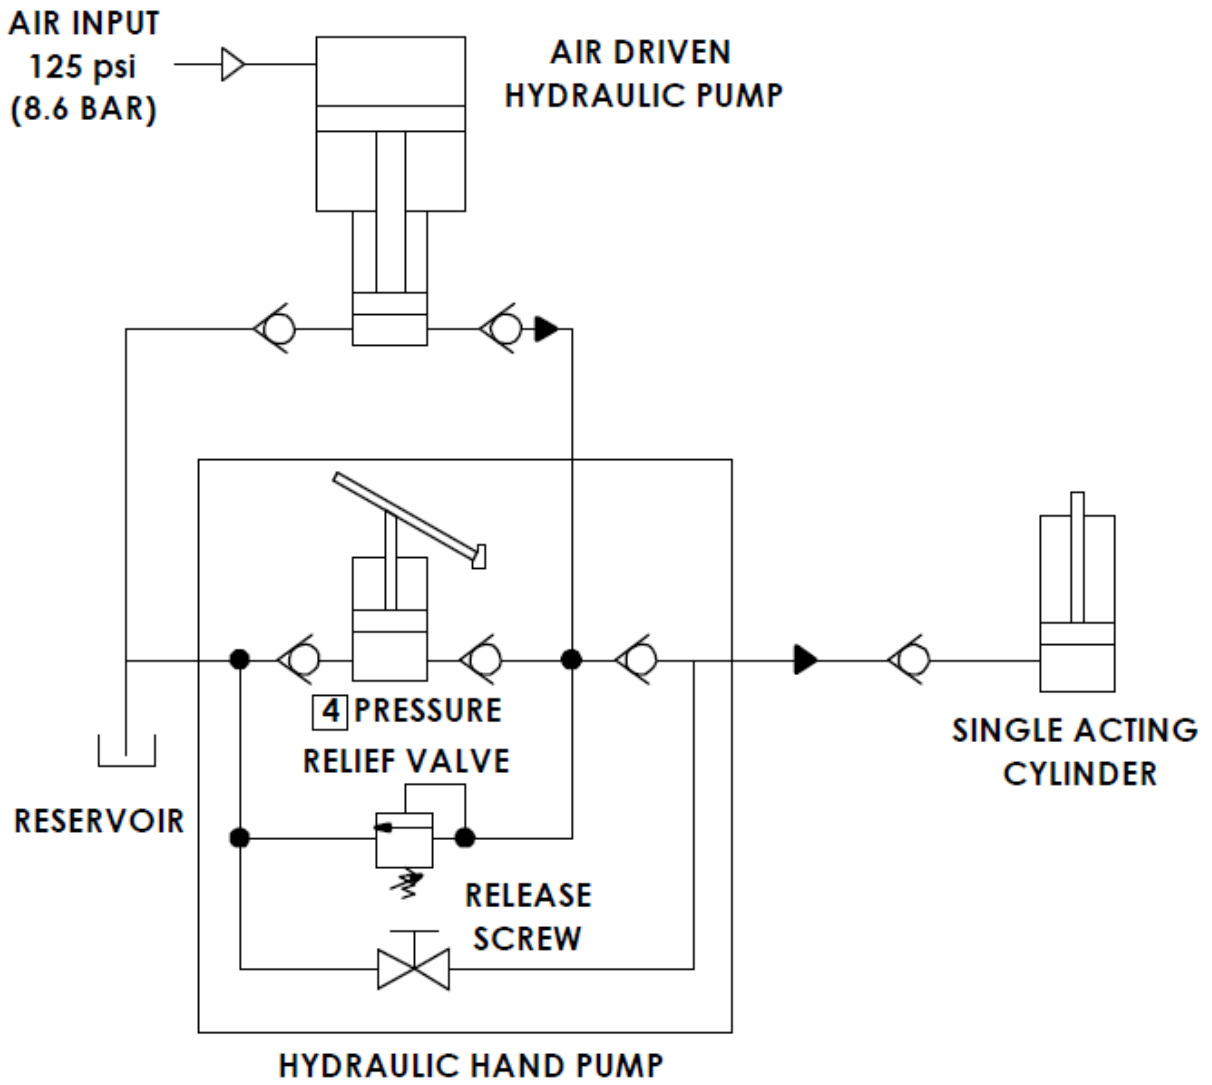 AIR INPUT
125 psi
(8.6 BAR)
AIR DRIVEN
HYDRAULIC PUMP
4 PRESSURE
RELIEF VALVE
SINGLE ACTING
CYLINDER
RESERVOIR
RELEASE
SCREW
HYDRAULIC HAND PUMP